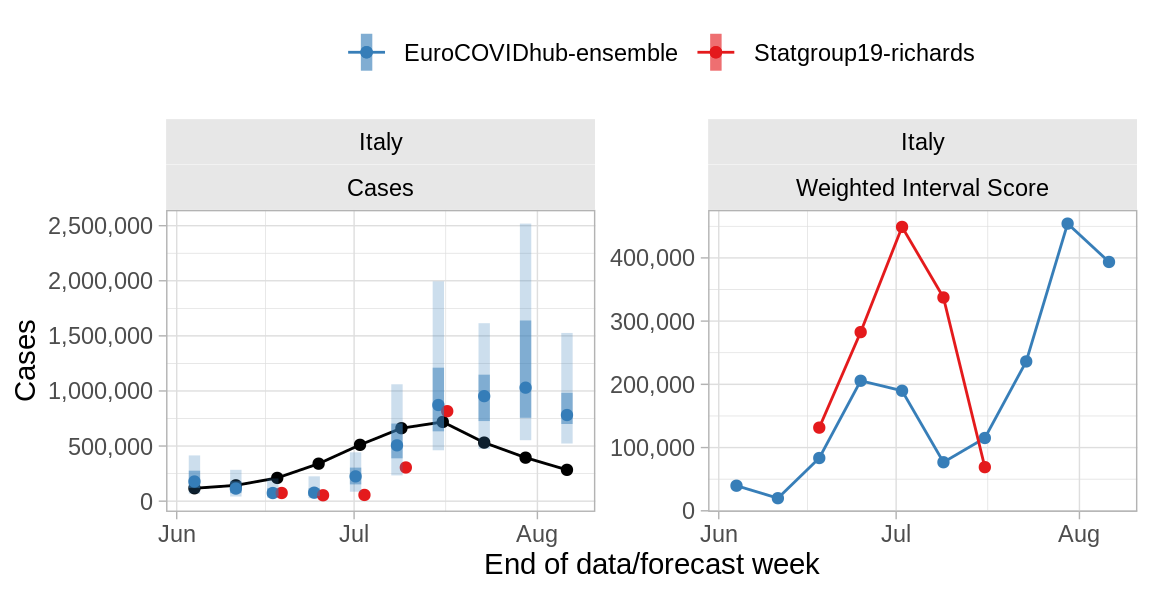 EuroCOVIDhub-ensemble Statgroup19-richards
Italy
Cases
Cases
2,500,000
2,000,000
1,500,000
1,000,000
500,000
0
Jun Jul Aug
Italy
Weighted Interval Score
400,000
300,000
200,000
100,000
0
Jun Jul Aug
End of data/forecast week